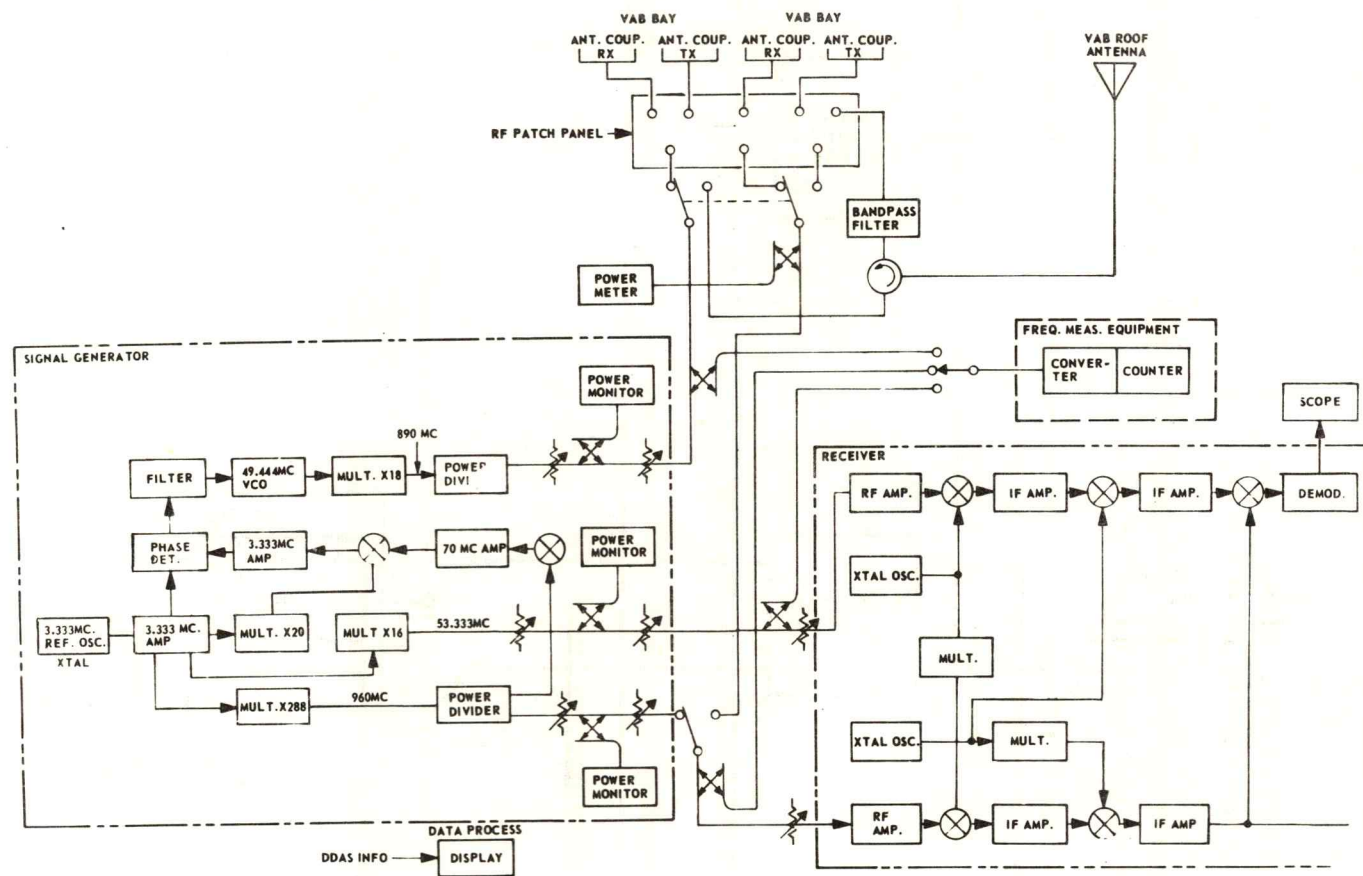 VAB BAY
VAB BAY
ANT. COUP.
RX
ANT. COUP.
TX
ANT. COUP.
RX
ANT. COUP.
TX
VAB ROOF
ANTENNA
RF PATCH PANEL
BANDPASS
FILTER
POWER
METER
FREQ. MEAS. EQUIPMENT
CONVER-
TER
COUNTER
SCOPE
SIGNAL GENERATOR
POWER
MONITOR
890 MC
FILTER
49.444MC
VCO
MULT. X18
POWER
DIVI
PHASE
DET.
3.333MC
AMP
70 MC AMP
POWER
MONITOR
3.333MC.
REF. OSC.
XTAL
3.333 MC.
AMP
MULT. X20
MULT X16
53.333MC
MULT. X288
960MC
POWER
DIVIDER
POWER
MONITOR
RECEIVER
RF AMP.
IF AMP.
IF AMP.
DEMOD.
XTAL OSC.
MULT.
XTAL OSC.
MULT.
RF
AMP.
IF AMP.
IF AMP
DATA PROCESS
DDAS INFO
DISPLAY